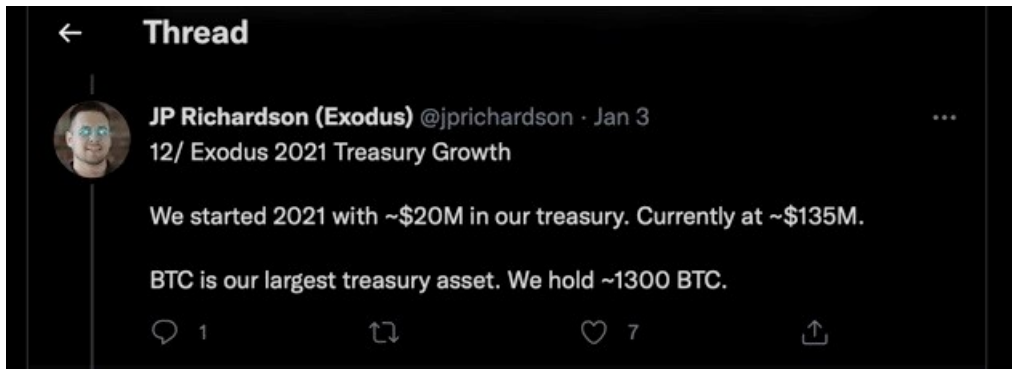 Thread
JP Richardson (Exodus) @jprichardson · Jan 3
12/ Exodus 2021 Treasury Growth
We started 2021 with ~$20M in our treasury. Currently at ~$135M.
BTC is our largest treasury asset. We hold ~1300 BTC.
1 7